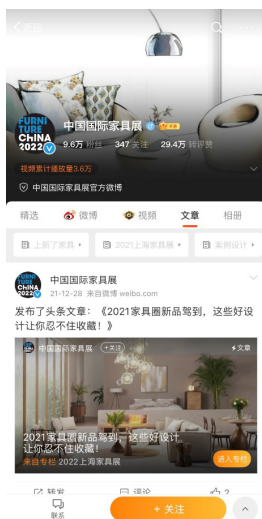 FURNI
TURE
CHINA
2022
中国国际家具展
9.6万 粉丝 347 关注 29.4万 转评赞
视频累计播放量3.6万
中国国际家具展官方微博
精选 微博 视频 文章 相册
上新了家具 2021上海家具展 案例设计
FURNI
TURE
CHINA
2022
中国国际家具展
21-12-28 来自微博 weibo.com
发布了头条文章：《2021家具圈新品驾到，这些好设
计让你忍不住收藏！》
中国国际家具展 +关注 文章
2021家具圈新品驾到，这些好设计
让你忍不住收藏!
来自专栏 2022上海家具展 进入专栏
转发 评论 2
联系
+ 关注